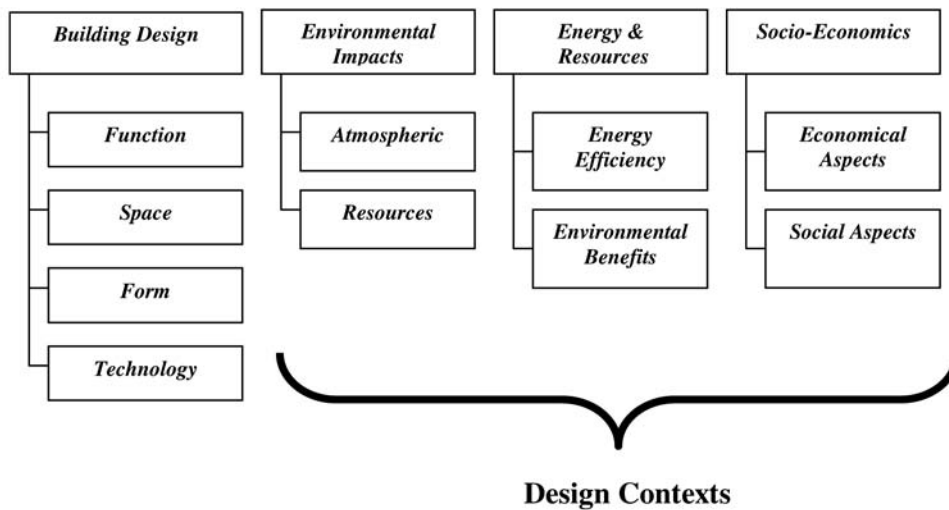 Building Design
Function
Space
Form
Technology
Environmental
Impacts
Atmospheric
Resources
Energy &
Resources
Energy
Efficiency
Environmental
Benefits
Socio-Economics
Economical
Aspects
Social Aspects
Design Contexts